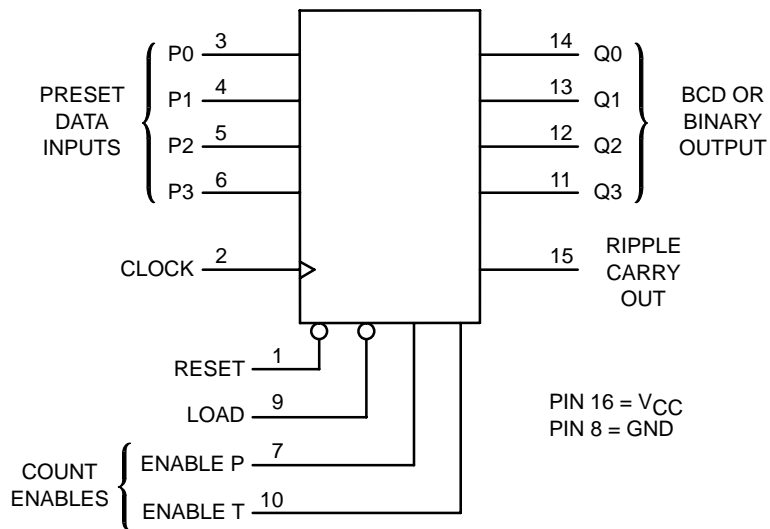 P0 3
P1 4
P2 5
P3 6
PRESET
DATA
INPUTS
14 Q0
13 Q1
12 Q2
11 Q3
BCD OR
BINARY
OUTPUT
CLOCK 2
15 RIPPLE
CARRY
OUT
RESET 1
LOAD 9
ENABLE P 7
ENABLE T 10
COUNT
ENABLES
PIN 16 = VCC
PIN 8 = GND